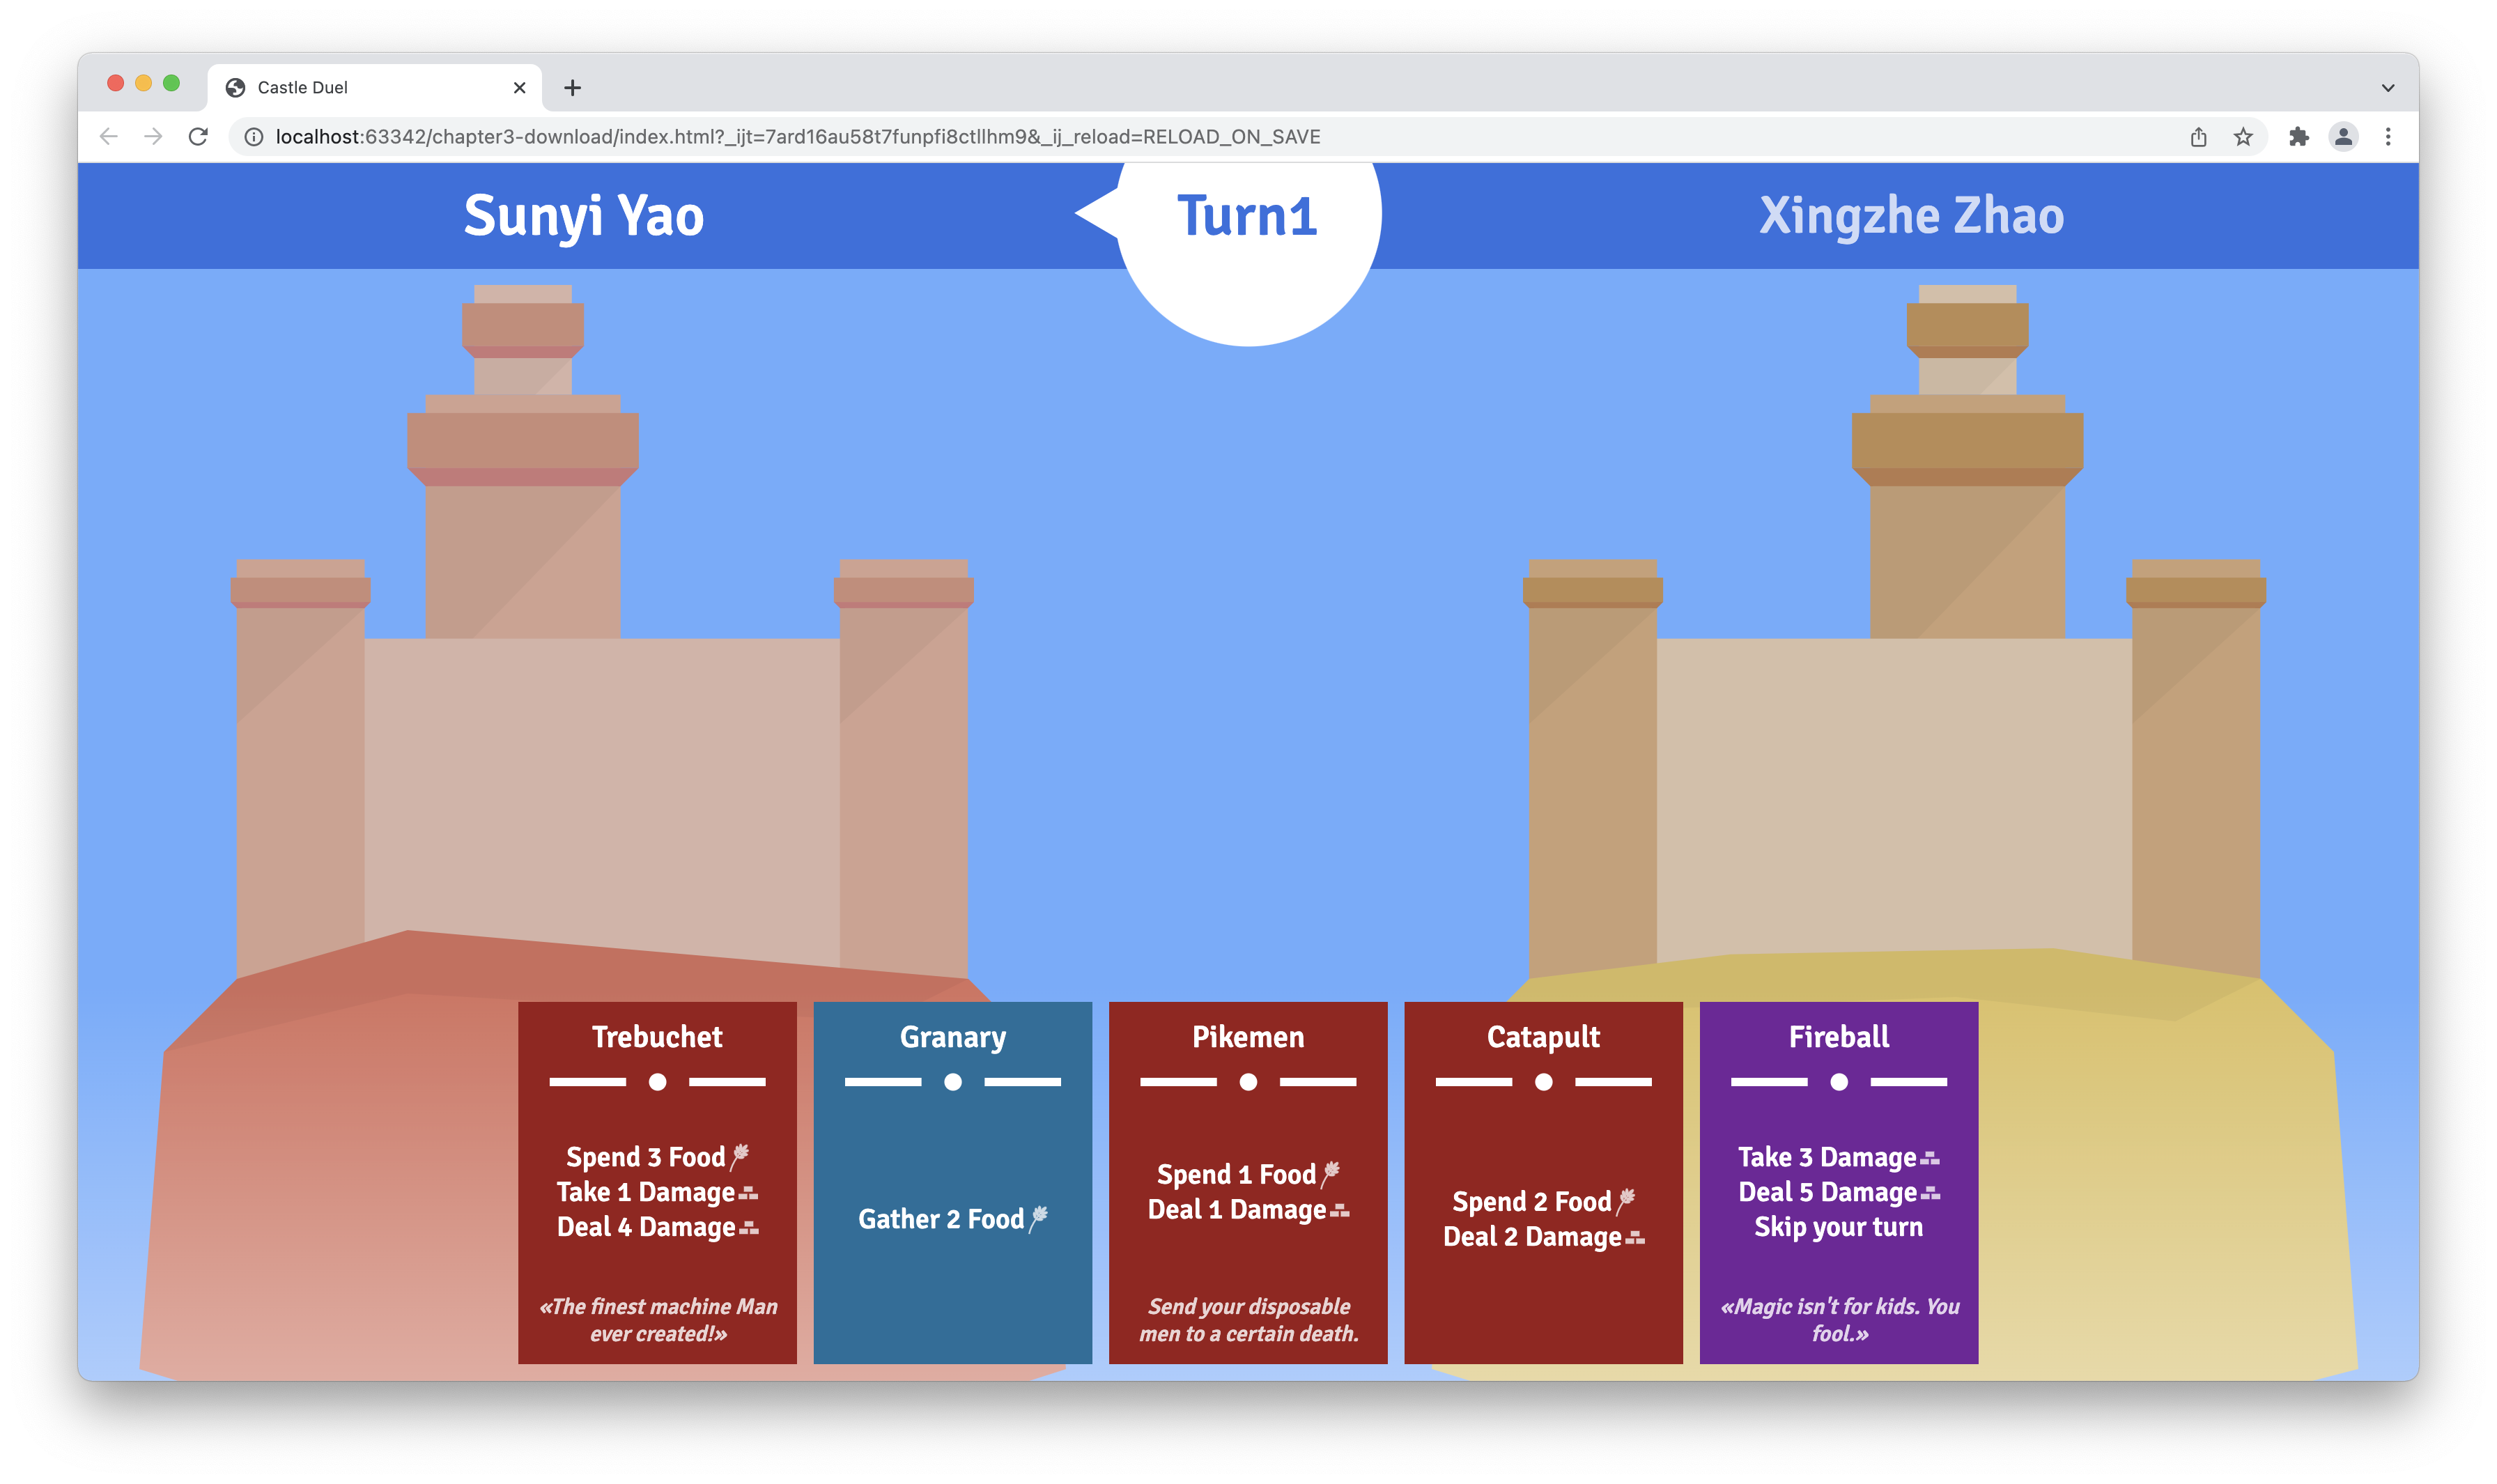 Castle Duel
localhost:63342/chapter3-download/index.html?_ijt=7ard16au58t7funpfi8ctllhm9&_ij_reload=RELOAD_ON_SAVE
Sunyi Yao
Turn1
Xingzhe Zhao
Trebuchet
Spend 3 Food
Take 1 Damage
Deal 4 Damage
«The finest machine Man
ever created!»
Granary
Gather 2 Food
Pikemen
Spend 1 Food
Deal 1 Damage
Send your disposable
men to a certain death.
Catapult
Spend 2 Food
Deal 2 Damage
Fireball
Take 3 Damage
Deal 5 Damage
Skip your turn
«Magic isn't for kids. You
fool.»